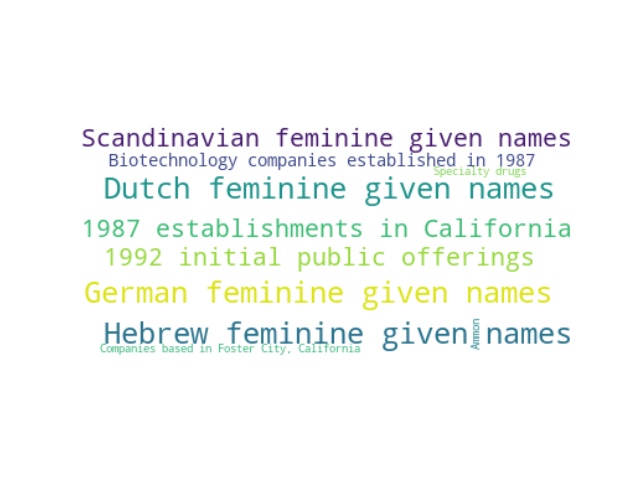 Scandinavian feminine given names
Biotechnology companies established in 1987
Specialty drugs
Dutch feminine given names
1987 establishments in California
1992 initial public offerings
German feminine given names
Hebrew feminine given names
Ammon
Companies based in Foster City, California